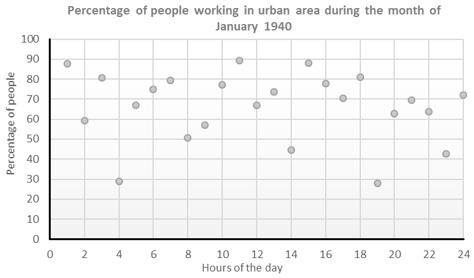 Percentage of people working in urban area during the month of
January 1940
100
90
80
70
60
50
40
30
20
10
0
Percentage of people
0 2 4 6 8 10 12 14 16 18 20 22 24
Hours of the day